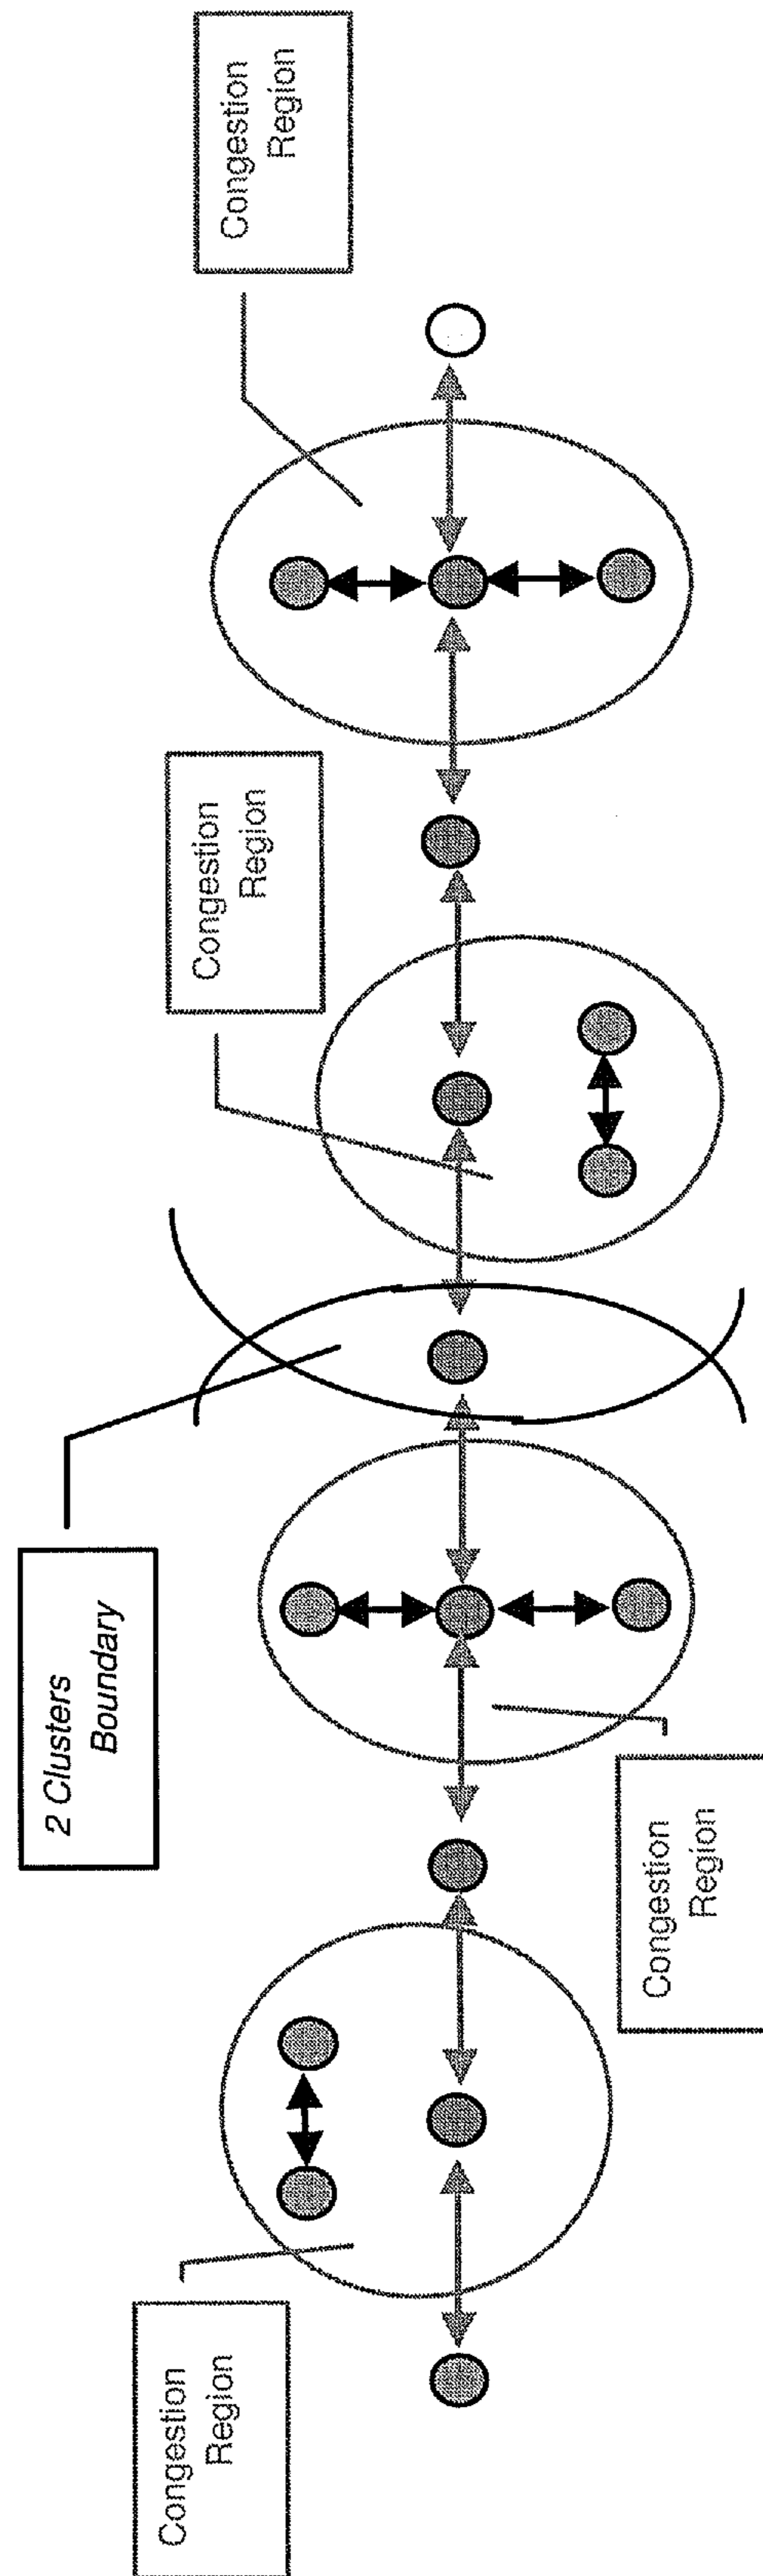 Congestion
Region
2 Clusters
Boundary
Congestion
Region
Congestion
Region
Congestion
Region